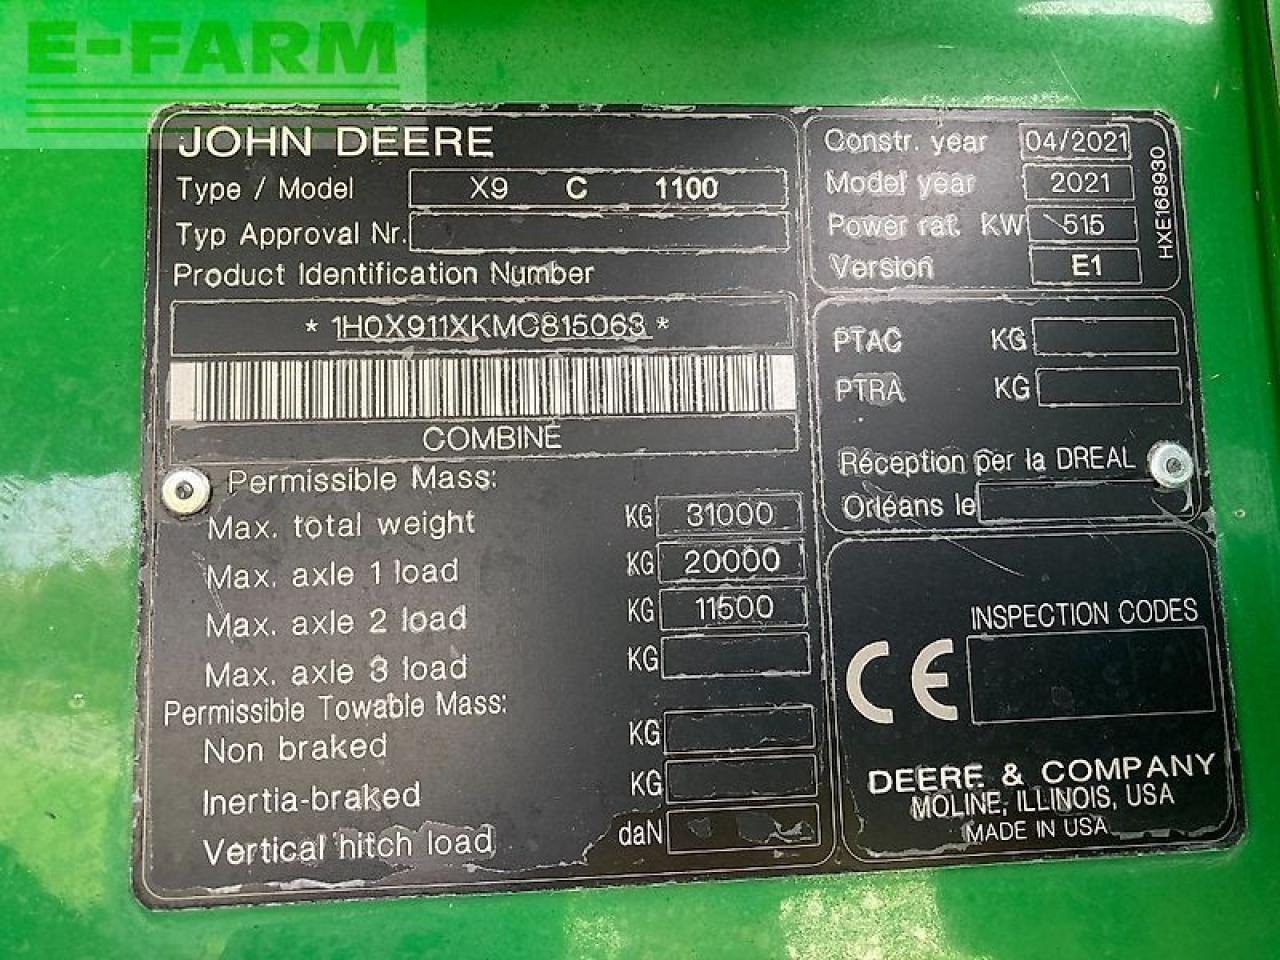 E-FARM
JOHN DEERE
Type / Model X9 C 1100
Typ Approval Nr.
Product Identification Number
* 1H0X911XKMC815063 *
COMBINE
Permissible Mass:
Max. total weight KG 31000
Max. axle 1 load KG 20000
Max. axle 2 load KG 11500
Max. axle 3 load KG
Permissible Towable Mass:
Non braked KG
Inertia-braked KG
Vertical hitch load daN
Constr. year 04/2021
Model year 2021
Power rat. KW 515
Version E1
HXE168930
PTAC KG
PTRA KG
Réception per la DREAL
Orléans le
INSPECTION CODES
CE
DEERE & COMPANY
MOLINE, ILLINOIS, USA
MADE IN USA